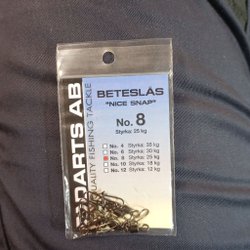 BETESLÅS
"NICE SNAP"
No. 8
Styrka: 25 kg
No. 4 Styrka: 35 kg
No. 6 Styrka: 30 kg
No. 8 Styrka: 25 kg
No. 10 Styrka: 18 kg
No. 12 Styrka: 12 kg
DARTS AB
QUALITY FISHING TACKLE